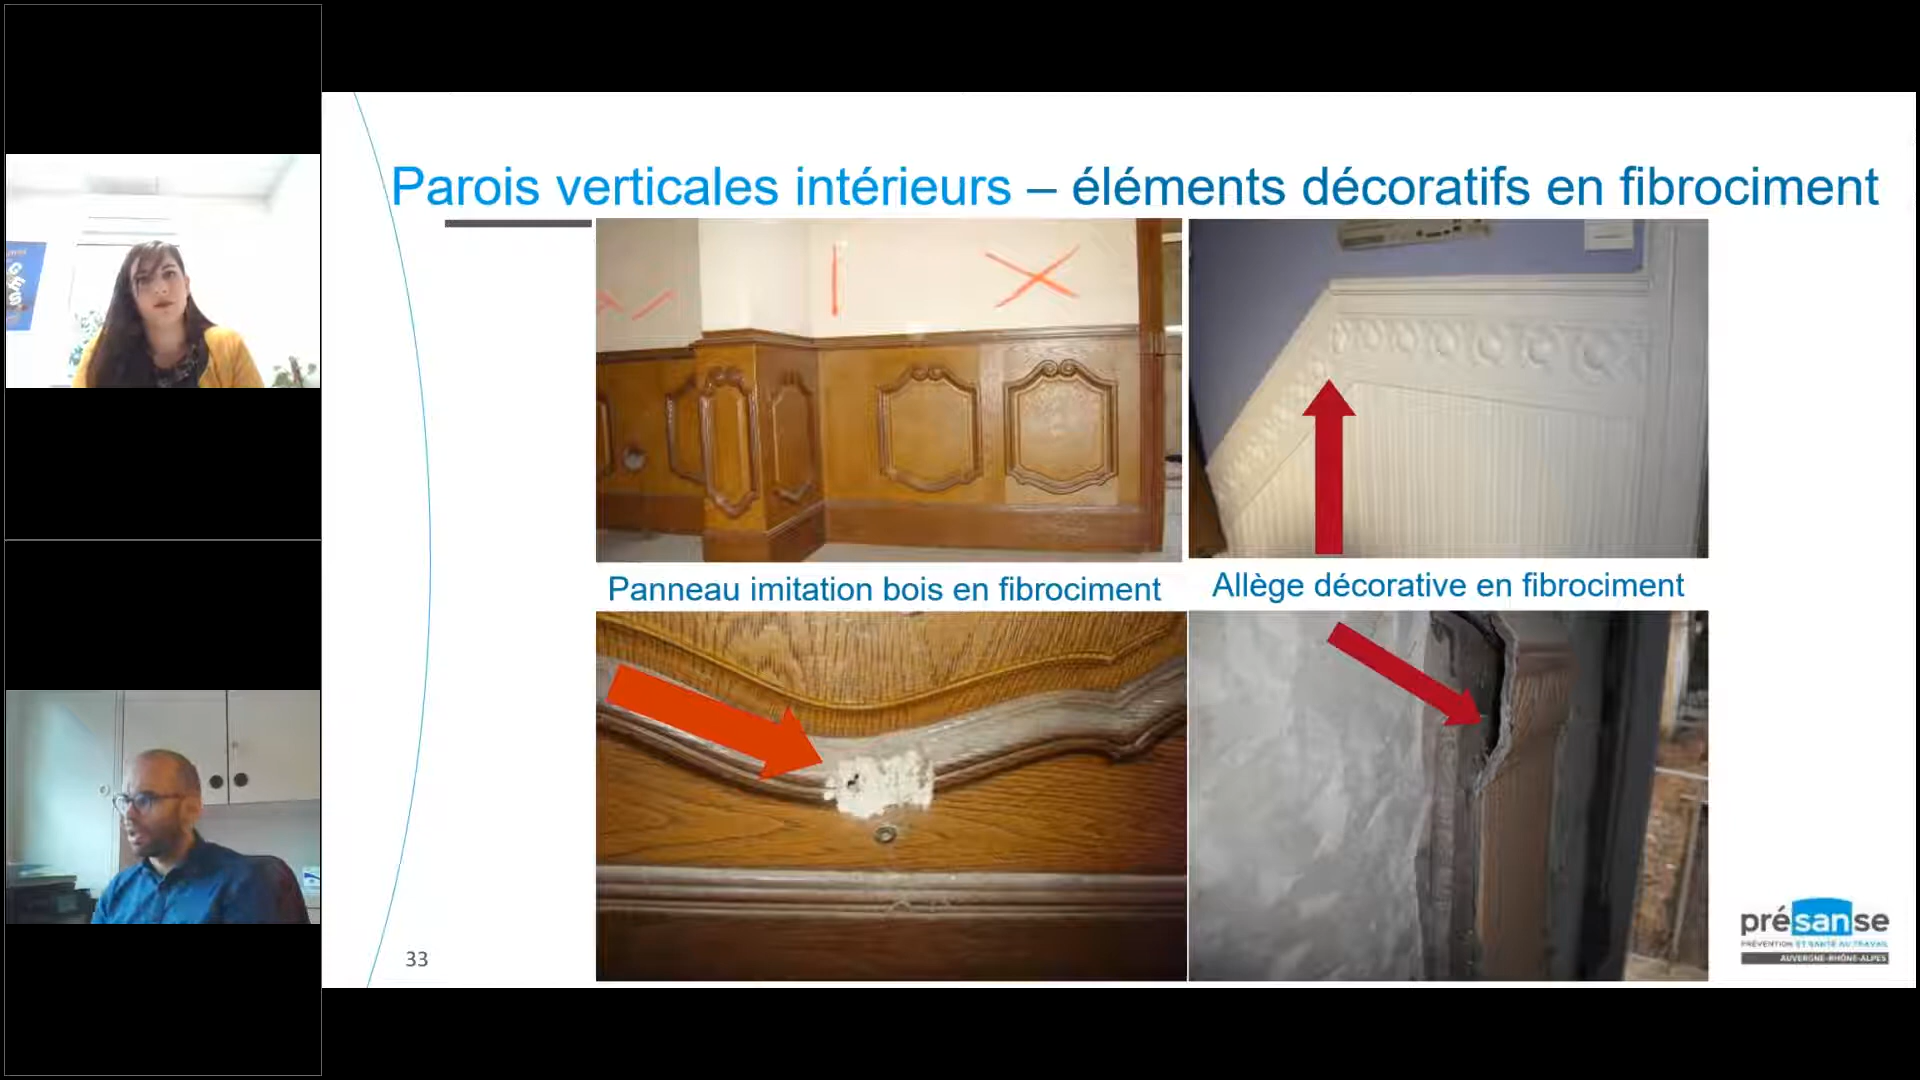 Parois verticales intérieurs – éléments décoratifs en fibrociment
Panneau imitation bois en fibrociment
Allège décorative en fibrociment
33
présanse
PRÉVENTION ET SANTÉ AU TRAVAIL
AUVERGNE-RHÔNE-ALPES